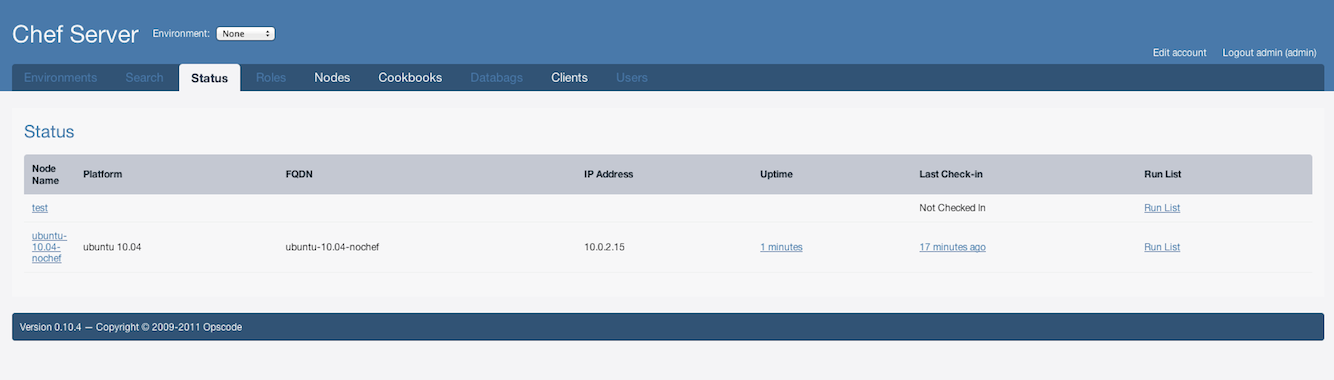 Chef Server Environment: None
Edit account Logout admin (admin)
Environments Search Status Roles Nodes Cookbooks Databags Clients Users
Status
Node Name Platform FQDN IP Address Uptime Last Check-in Run List
test Not Checked In Run List
ubuntu-10.04-nochef ubuntu 10.04 ubuntu-10.04-nochef 10.0.2.15 1 minutes 17 minutes ago Run List
Version 0.10.4 — Copyright © 2009-2011 Opscode